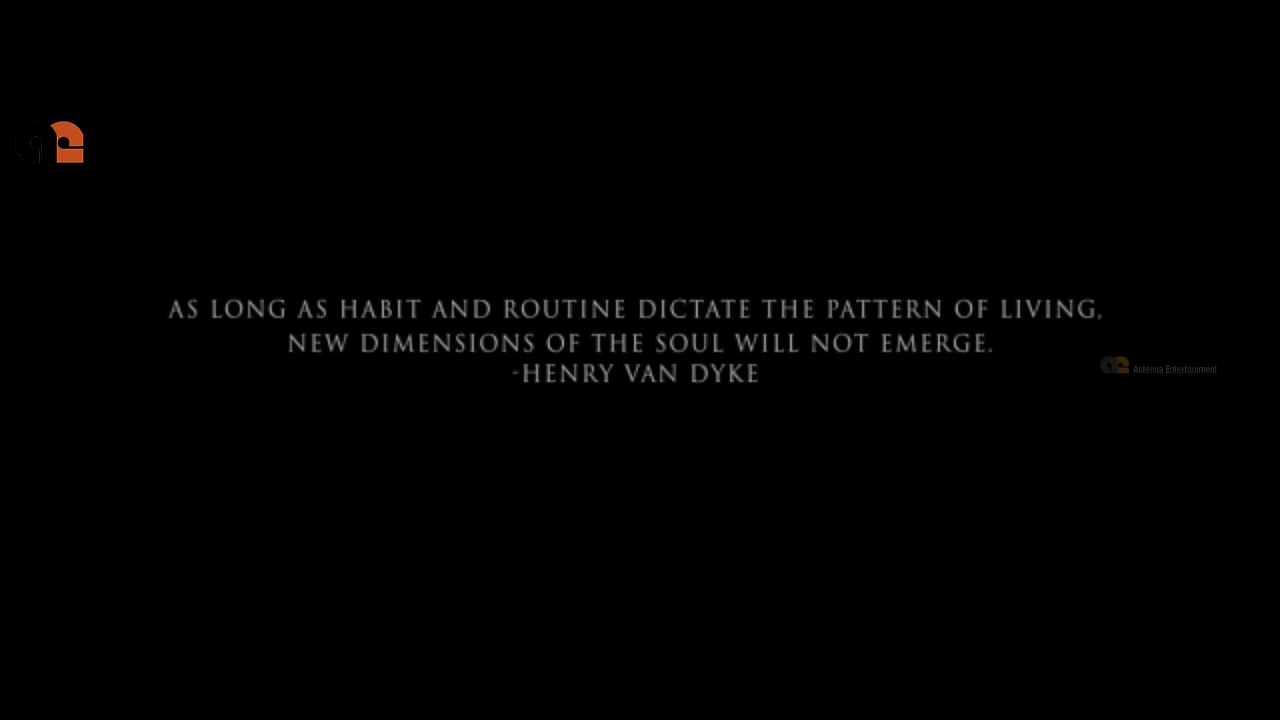 AS LONG AS HABIT AND ROUTINE DICTATE THE PATTERN OF LIVING,
NEW DIMENSIONS OF THE SOUL WILL NOT EMERGE.
-HENRY VAN DYKE
Antenna Entertainment